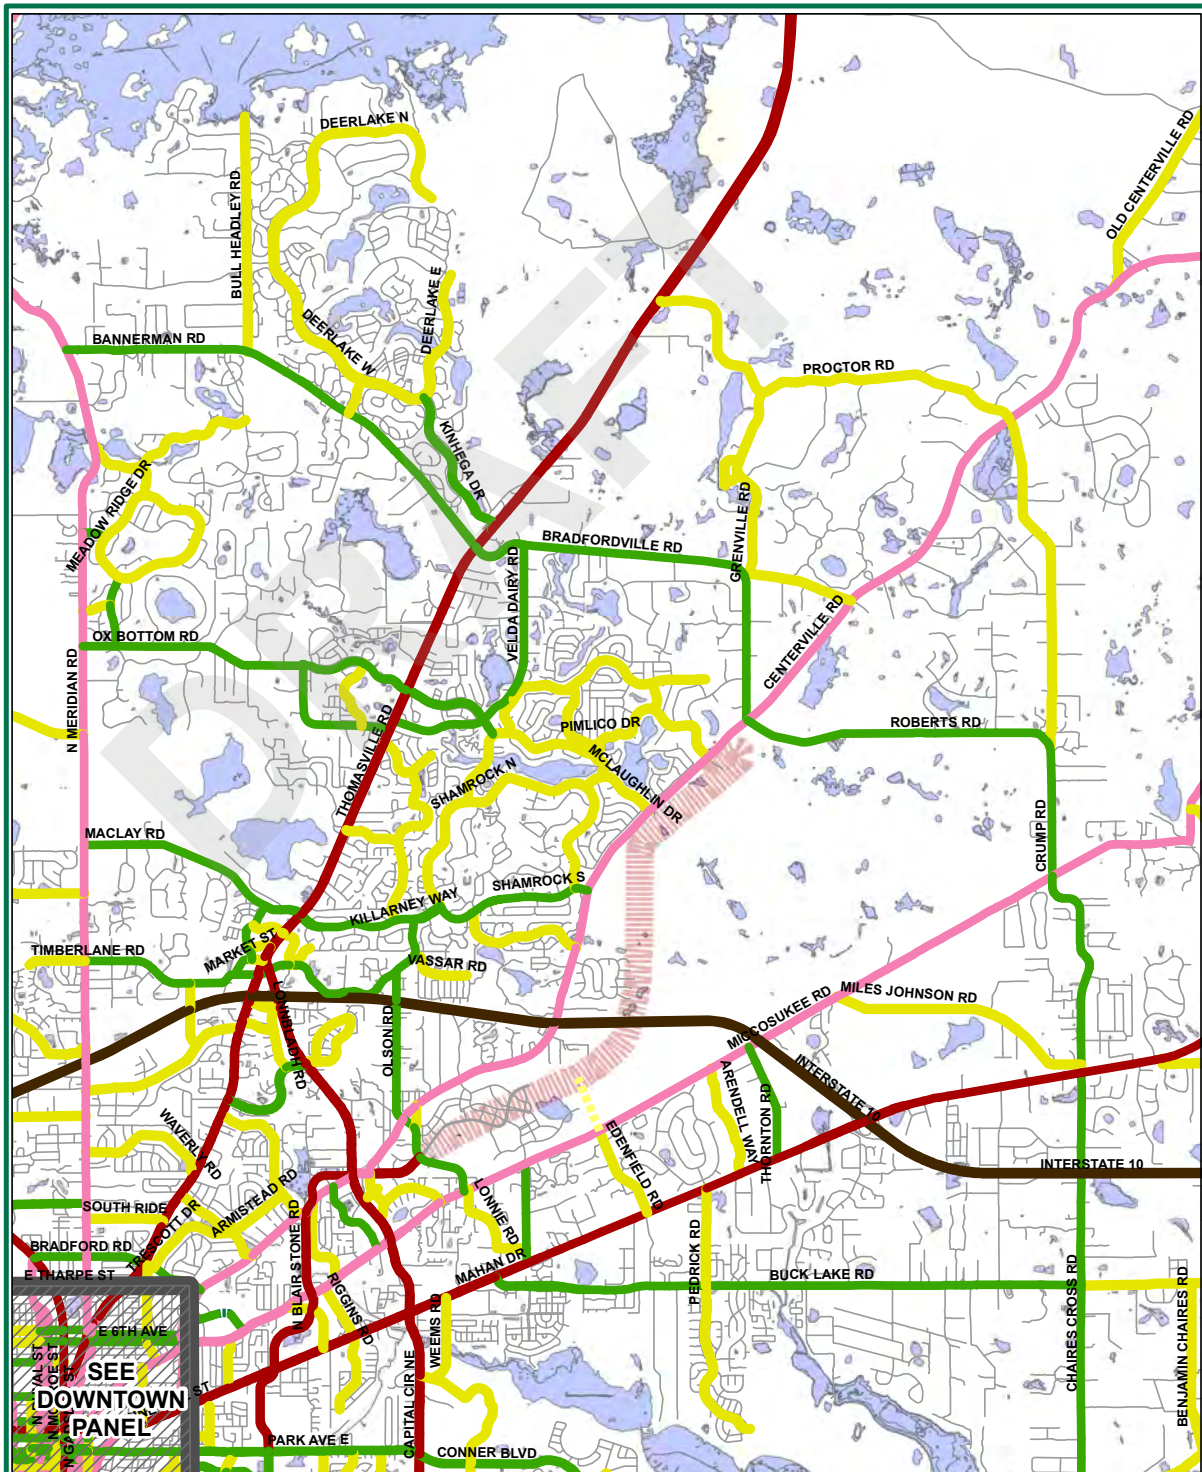 DRAFT
DEERLAKE N
OLD CENTERVILLE RD
BULL HEADLEY RD
DEERLAKE E
BANNERMAN RD
DEERLAKE W
PROCTOR RD
KINHEGA DR
MEADOW RIDGE DR
BRADFORDVILLE RD
GRENVILLE RD
VELDA DAIRY RD
CENTERVILLE RD
OX BOTTOM RD
N MERIDIAN RD
PIMLICO DR
ROBERTS RD
THOMASVILLE RD
MCLAUGHLIN DR
SHAMROCK N
MACLAY RD
CRUMP RD
SHAMROCK S
KILLARNEY WAY
MARKET ST
TIMBERLANE RD
VASSAR RD
MILES JOHNSON RD
MICCOSUKEE RD
LONNBLADH RD
OLSON RD
INTERSTATE 10
ARENDELL WAY
THORNTON RD
WAVERLY RD
EDENFIELD RD
INTERSTATE 10
SOUTH RIDE
ARMISTEAD RD
LONNIE RD
TRESCOTT DR
BRADFORD RD
N BLAIR STONE RD
MAHAN DR
PEDRICK RD
E THARPE ST
BUCK LAKE RD
RIGGINS RD
WEEMS RD
CHAIRES CROSS RD
BENJAMIN CHAIRES RD
E 6TH AVE
SEE
DOWNTOWN
PANEL
ST
CAPITAL CIR NE
PARK AVE E
CONNER BLVD